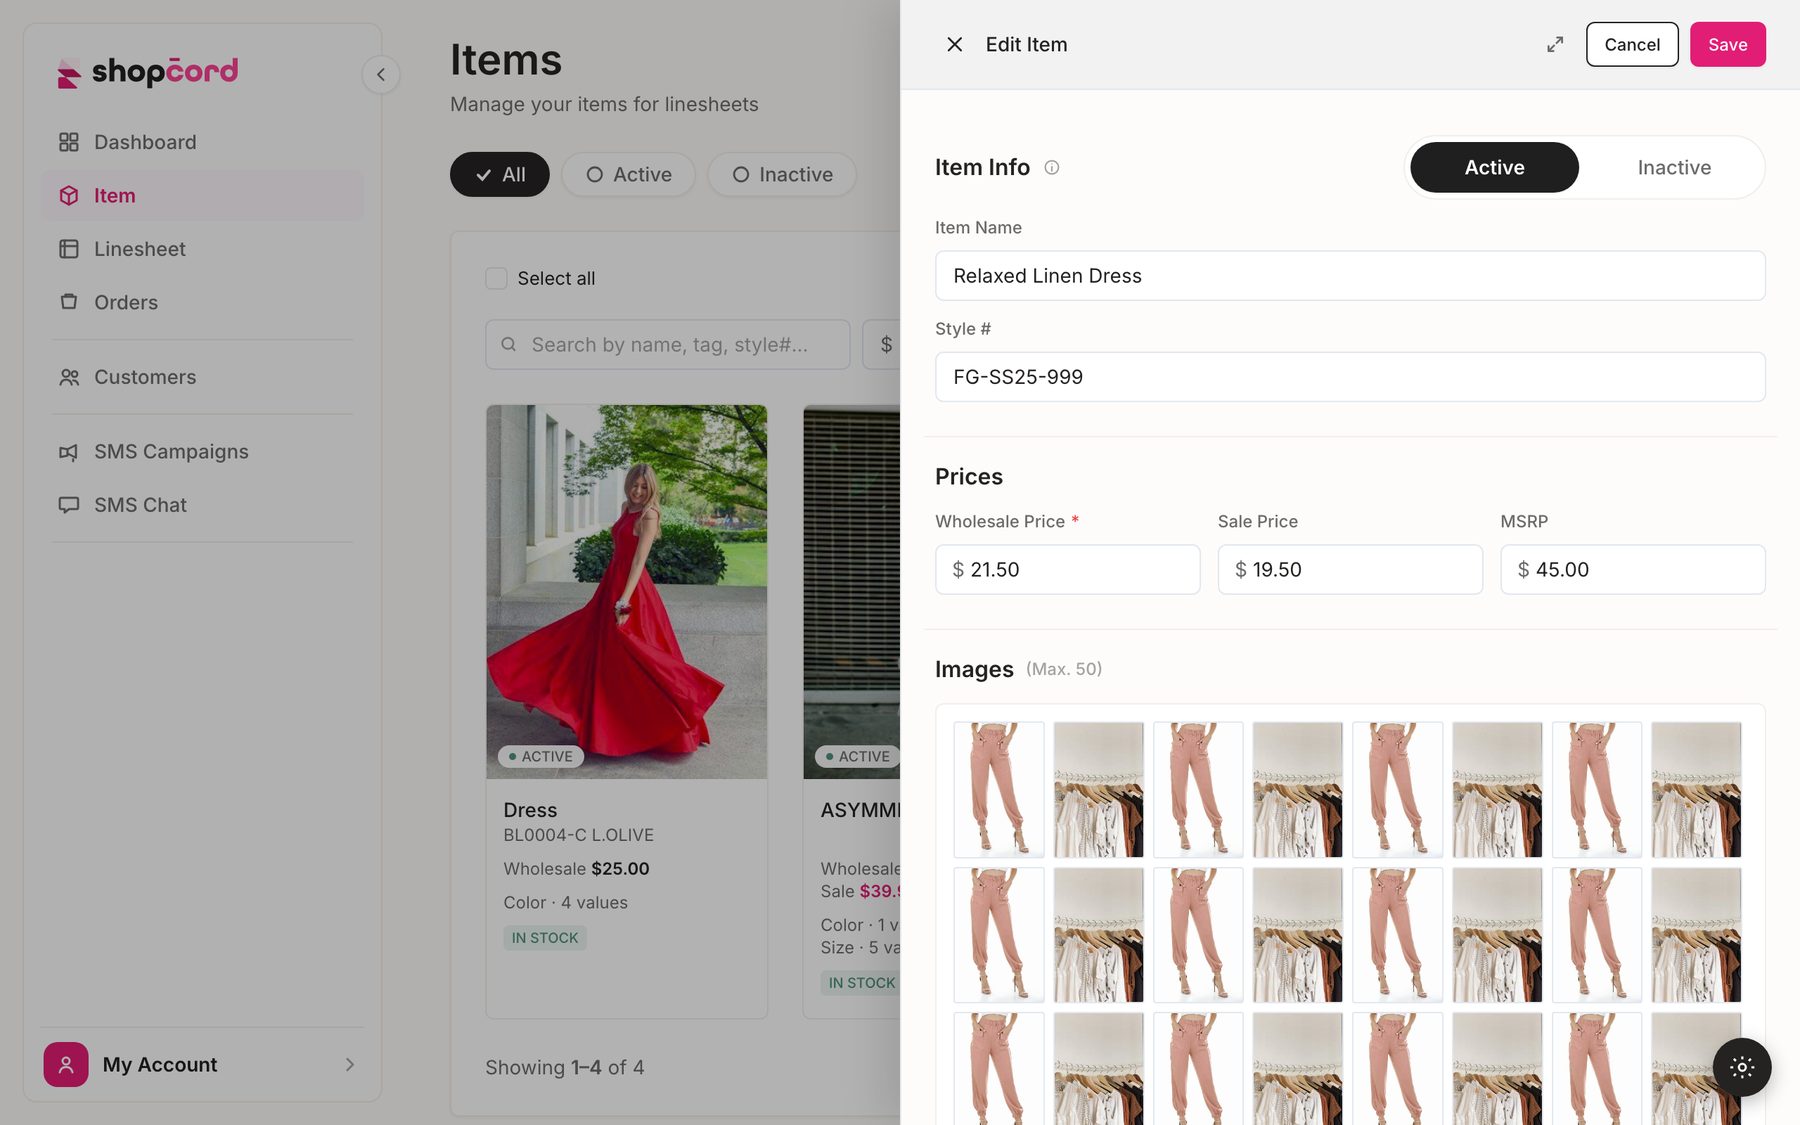 shopcord
Dashboard
Item
Linesheet
Orders
Customers
SMS Campaigns
SMS Chat
My Account
Items
Manage your items for linesheets
All
Active
Inactive
Select all
Search by name, tag, style#...
$
ACTIVE
Dress
BL0004-C L.OLIVE
Wholesale $25.00
Color · 4 values
IN STOCK
ACTIVE
Wholesale
Sale
Color · 1
Size · 5
IN STOCK
Showing 1–4 of 4
Edit Item
Cancel
Save
Item Info
Active
Inactive
Item Name
Relaxed Linen Dress
Style #
FG-SS25-999
Prices
Wholesale Price *
Sale Price
MSRP
$ 21.50
$ 19.50
$ 45.00
Images (Max. 50)